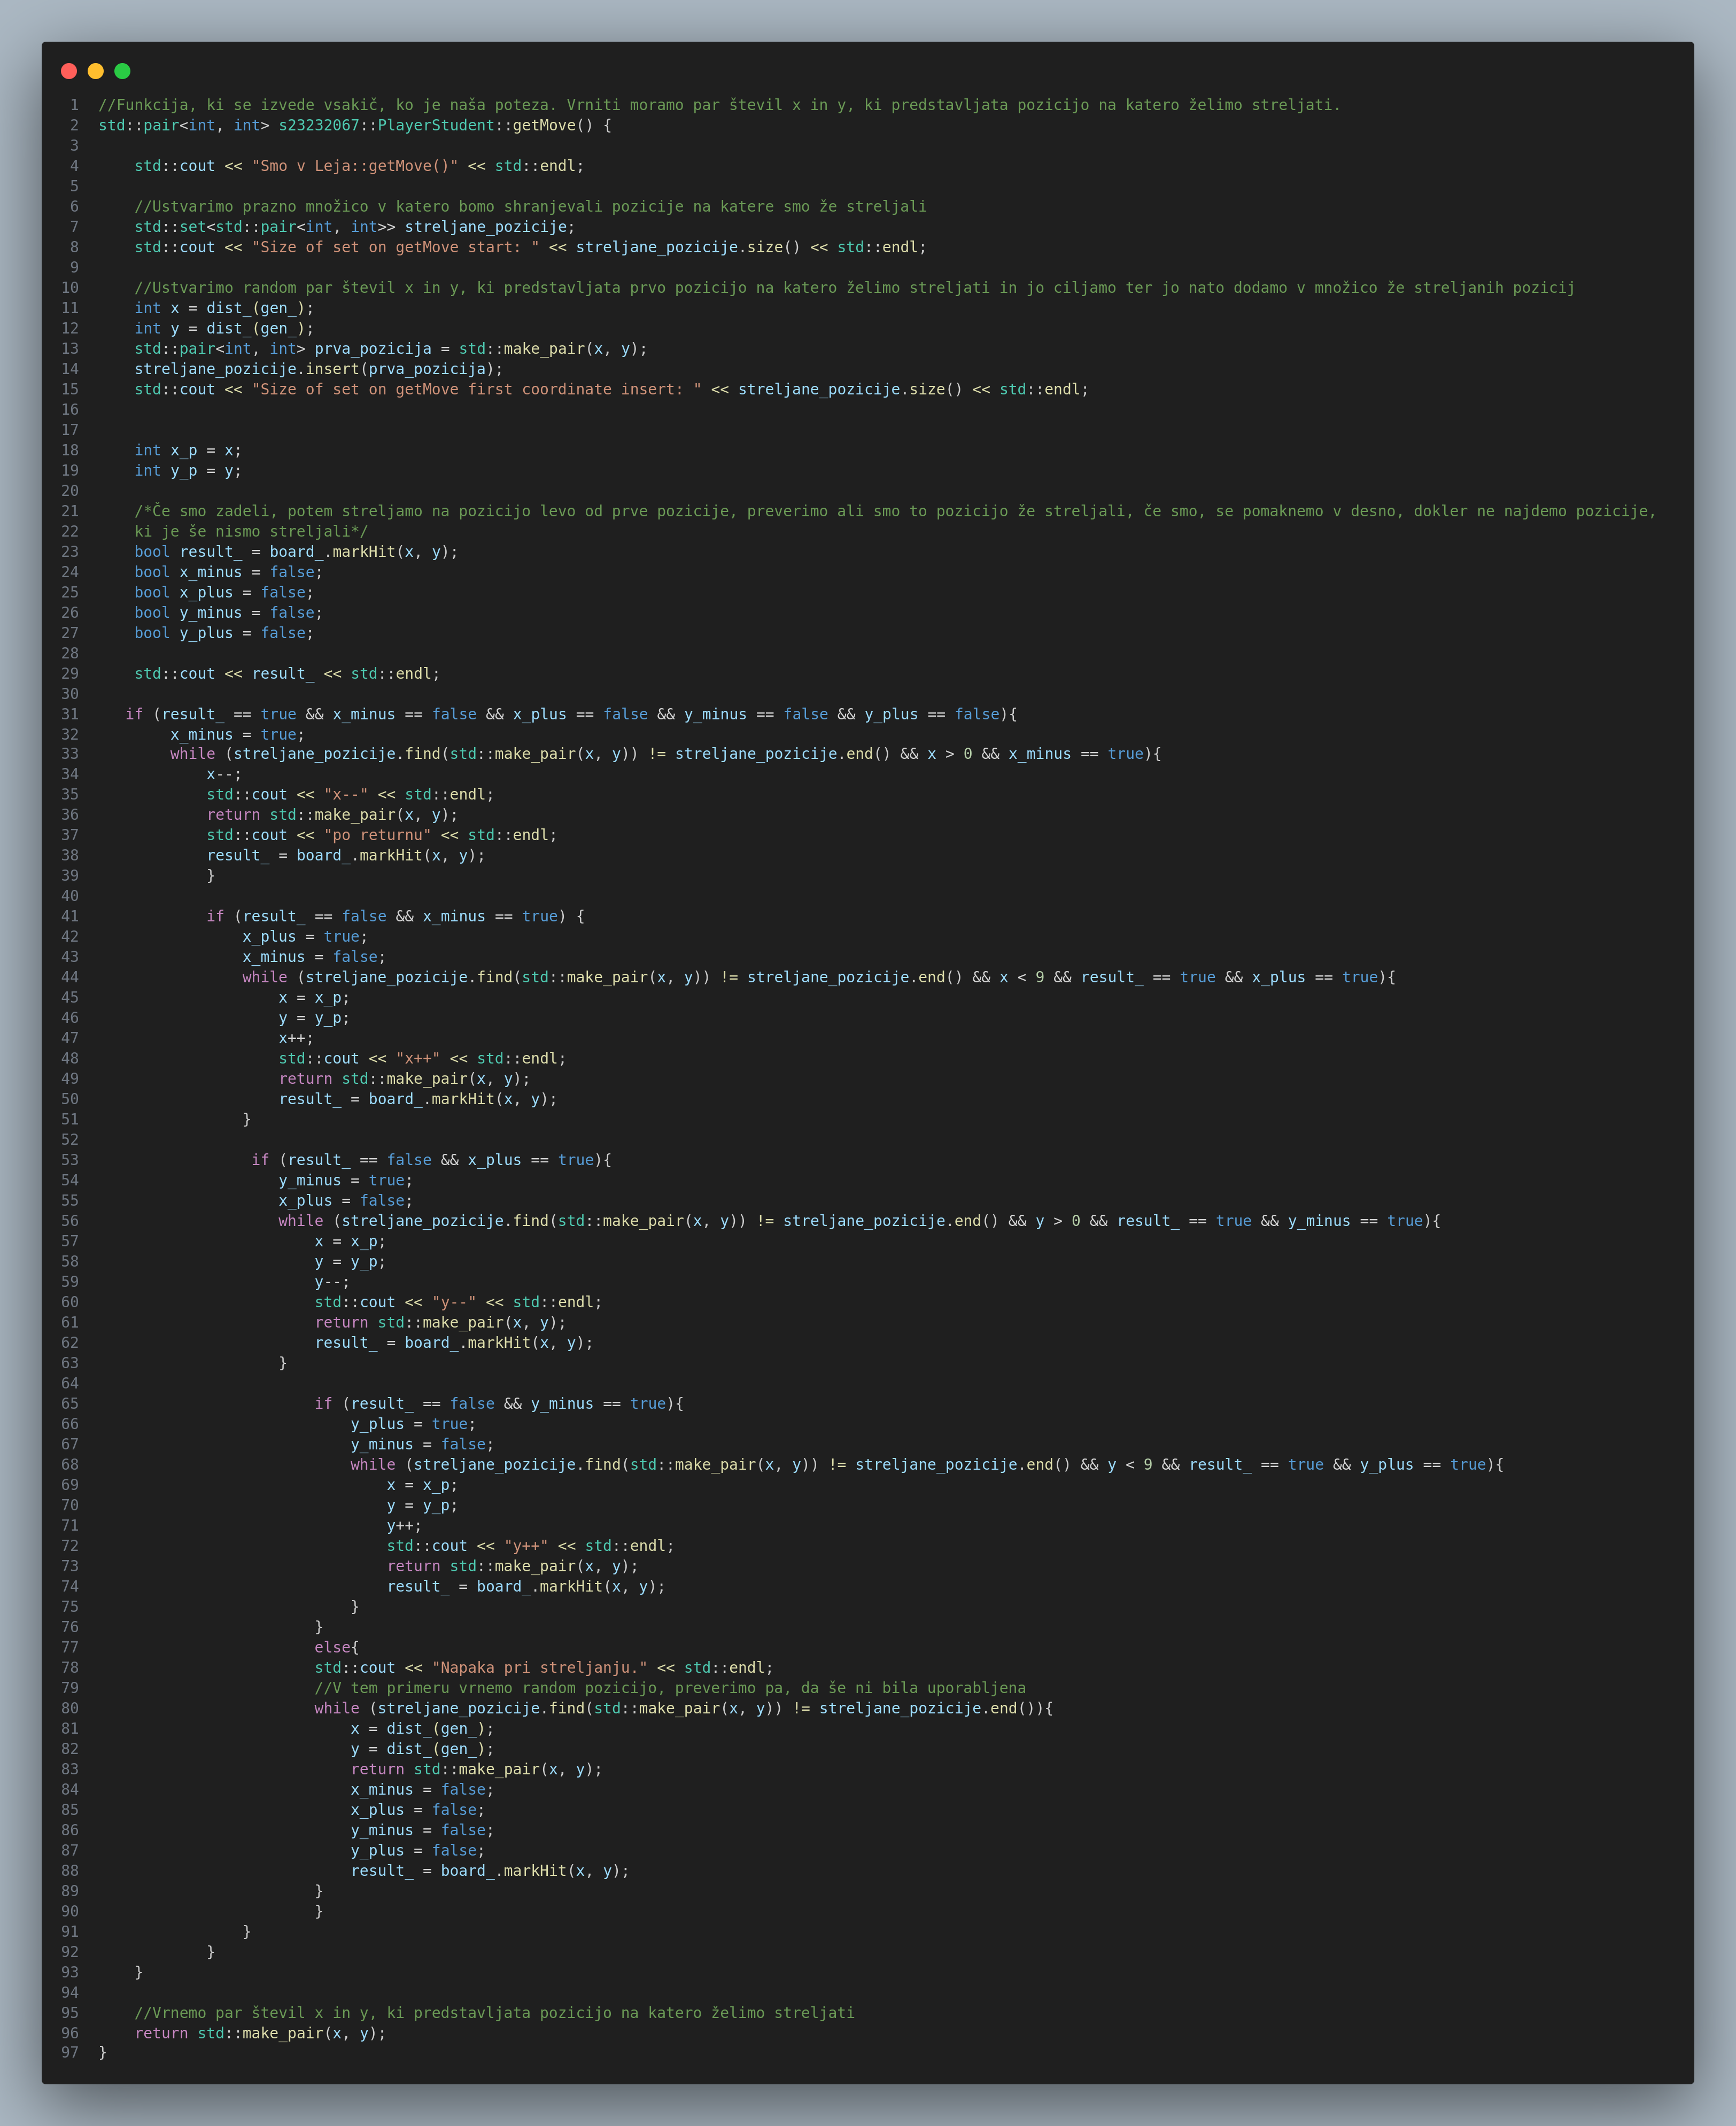 1 //Funkcija, ki se izvede vsakič, ko je naša poteza. Vrniti moramo par števil x in y, ki predstavljata pozicijo na katero želimo streljati.
2 std::pair<int, int> s23232067::PlayerStudent::getMove() {
3
4     std::cout << "Smo v Leja::getMove()" << std::endl;
5
6     //Ustvarimo prazno množico v katero bomo shranjevali pozicije na katere smo že streljali
7     std::set<std::pair<int, int>> streljane_pozicije;
8     std::cout << "Size of set on getMove start: " << streljane_pozicije.size() << std::endl;
9
10     //Ustvarimo random par števil x in y, ki predstavljata prvo pozicijo na katero želimo streljati in jo ciljamo ter jo nato dodamo v množico že streljanih pozicij
11     int x = dist_(gen_);
12     int y = dist_(gen_);
13     std::pair<int, int> prva_pozicija = std::make_pair(x, y);
14     streljane_pozicije.insert(prva_pozicija);
15     std::cout << "Size of set on getMove first coordinate insert: " << streljane_pozicije.size() << std::endl;
16
17
18     int x_p = x;
19     int y_p = y;
20
21     /*Če smo zadeli, potem streljamo na pozicijo levo od prve pozicije, preverimo ali smo to pozicijo že streljali, če smo, se pomaknemo v desno, dokler ne najdemo pozicije,
22     ki je še nismo streljali*/
23     bool result_ = board_.markHit(x, y);
24     bool x_minus = false;
25     bool x_plus = false;
26     bool y_minus = false;
27     bool y_plus = false;
28
29     std::cout << result_ << std::endl;
30
31    if (result_ == true && x_minus == false && x_plus == false && y_minus == false && y_plus == false){
32         x_minus = true;
33         while (streljane_pozicije.find(std::make_pair(x, y)) != streljane_pozicije.end() && x > 0 && x_minus == true){
34             x--;
35             std::cout << "x--" << std::endl;
36             return std::make_pair(x, y);
37             std::cout << "po returnu" << std::endl;
38             result_ = board_.markHit(x, y);
39             }
40
41             if (result_ == false && x_minus == true) {
42                 x_plus = true;
43                 x_minus = false;
44                 while (streljane_pozicije.find(std::make_pair(x, y)) != streljane_pozicije.end() && x < 9 && result_ == true && x_plus == true){
45                     x = x_p;
46                     y = y_p;
47                     x++;
48                     std::cout << "x++" << std::endl;
49                     return std::make_pair(x, y);
50                     result_ = board_.markHit(x, y);
51                 }
52
53                  if (result_ == false && x_plus == true){
54                     y_minus = true;
55                     x_plus = false;
56                     while (streljane_pozicije.find(std::make_pair(x, y)) != streljane_pozicije.end() && y > 0 && result_ == true && y_minus == true){
57                         x = x_p;
58                         y = y_p;
59                         y--;
60                         std::cout << "y--" << std::endl;
61                         return std::make_pair(x, y);
62                         result_ = board_.markHit(x, y);
63                     }
64
65                         if (result_ == false && y_minus == true){
66                             y_plus = true;
67                             y_minus = false;
68                             while (streljane_pozicije.find(std::make_pair(x, y)) != streljane_pozicije.end() && y < 9 && result_ == true && y_plus == true){
69                                 x = x_p;
70                                 y = y_p;
71                                 y++;
72                                 std::cout << "y++" << std::endl;
73                                 return std::make_pair(x, y);
74                                 result_ = board_.markHit(x, y);
75                             }
76                         }
77                         else{
78                         std::cout << "Napaka pri streljanju." << std::endl;
79                         //V tem primeru vrnemo random pozicijo, preverimo pa, da še ni bila uporabljena
80                         while (streljane_pozicije.find(std::make_pair(x, y)) != streljane_pozicije.end()){
81                             x = dist_(gen_);
82                             y = dist_(gen_);
83                             return std::make_pair(x, y);
84                             x_minus = false;
85                             x_plus = false;
86                             y_minus = false;
87                             y_plus = false;
88                             result_ = board_.markHit(x, y);
89                         }
90                         }
91                 }
92             }
93     }
94
95     //Vrnemo par števil x in y, ki predstavljata pozicijo na katero želimo streljati
96     return std::make_pair(x, y);
97 }